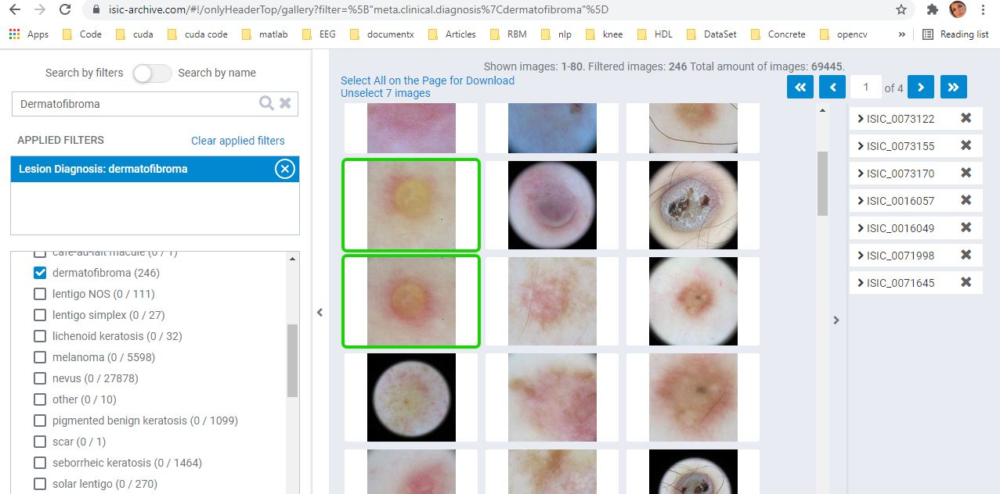 isic-archive.com/#!/onlyHeaderTop/gallery?filter=%5B"meta.clinical.diagnosis%7Cdermatofibroma"%5D
Apps Code cuda cuda code matlab EEG documentx Articles RBM nlp knee HDL DataSet Concrete opencv » Reading list
Search by filters Search by name
Dermatofibroma
APPLIED FILTERS Clear applied filters
Lesion Diagnosis: dermatofibroma
cafe-au-lait macule (0 / 1)
dermatofibroma (246)
lentigo NOS (0 / 111)
lentigo simplex (0 / 27)
lichenoid keratosis (0 / 32)
melanoma (0 / 5598)
nevus (0 / 27878)
other (0 / 10)
pigmented benign keratosis (0 / 1099)
scar (0 / 1)
seborrheic keratosis (0 / 1464)
solar lentigo (0 / 270)
Shown images: 1-80. Filtered images: 246 Total amount of images: 69445.
Select All on the Page for Download
Unselect 7 images
1 of 4
ISIC_0073122
ISIC_0073155
ISIC_0073170
ISIC_0016057
ISIC_0016049
ISIC_0071998
ISIC_0071645